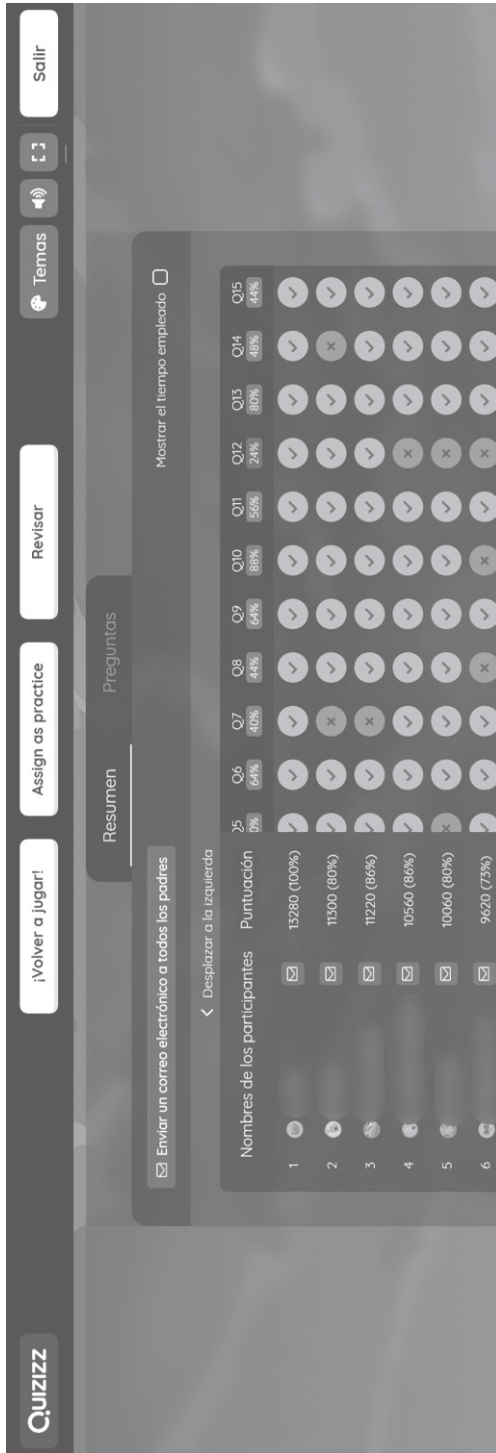 QUIZIZZ
¡Volver a jugar!
Assign as practice
Revisar
Temas
Salir
Resumen
Preguntas
Enviar un correo electrónico a todos los padres
Mostrar el tiempo empleado
Desplazar a la izquierda
Nombres de los participantes Puntuación Q6 Q7 Q8 Q9 Q10 Q11 Q12 Q13 Q14 Q15
64% 40% 44% 64% 88% 56% 24% 80% 48% 44%
1 13280 (100%)
2 11300 (80%)
3 11220 (86%)
4 10560 (86%)
5 10060 (80%)
6 9620 (73%)